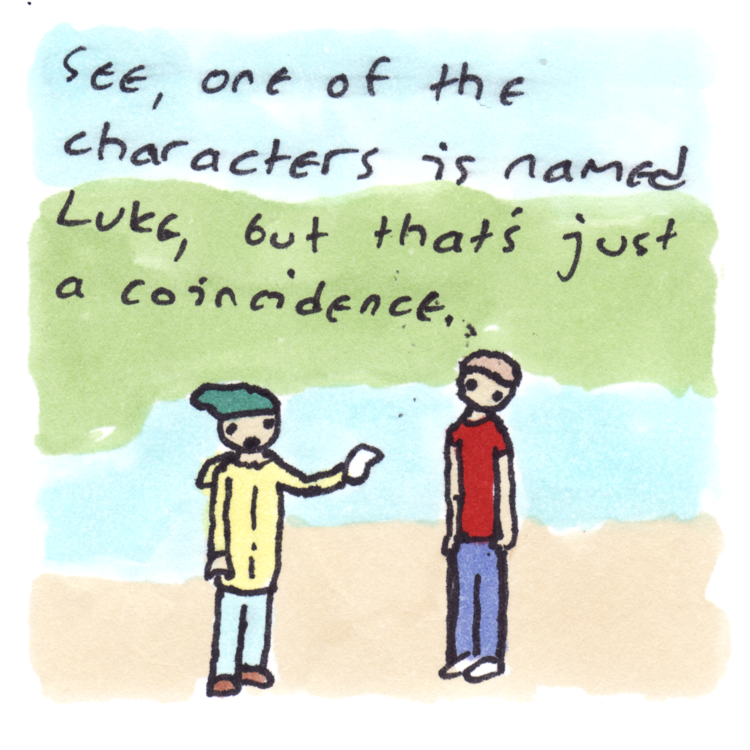 See, one of the
characters is named
Luke, but that's just
a coincidence.